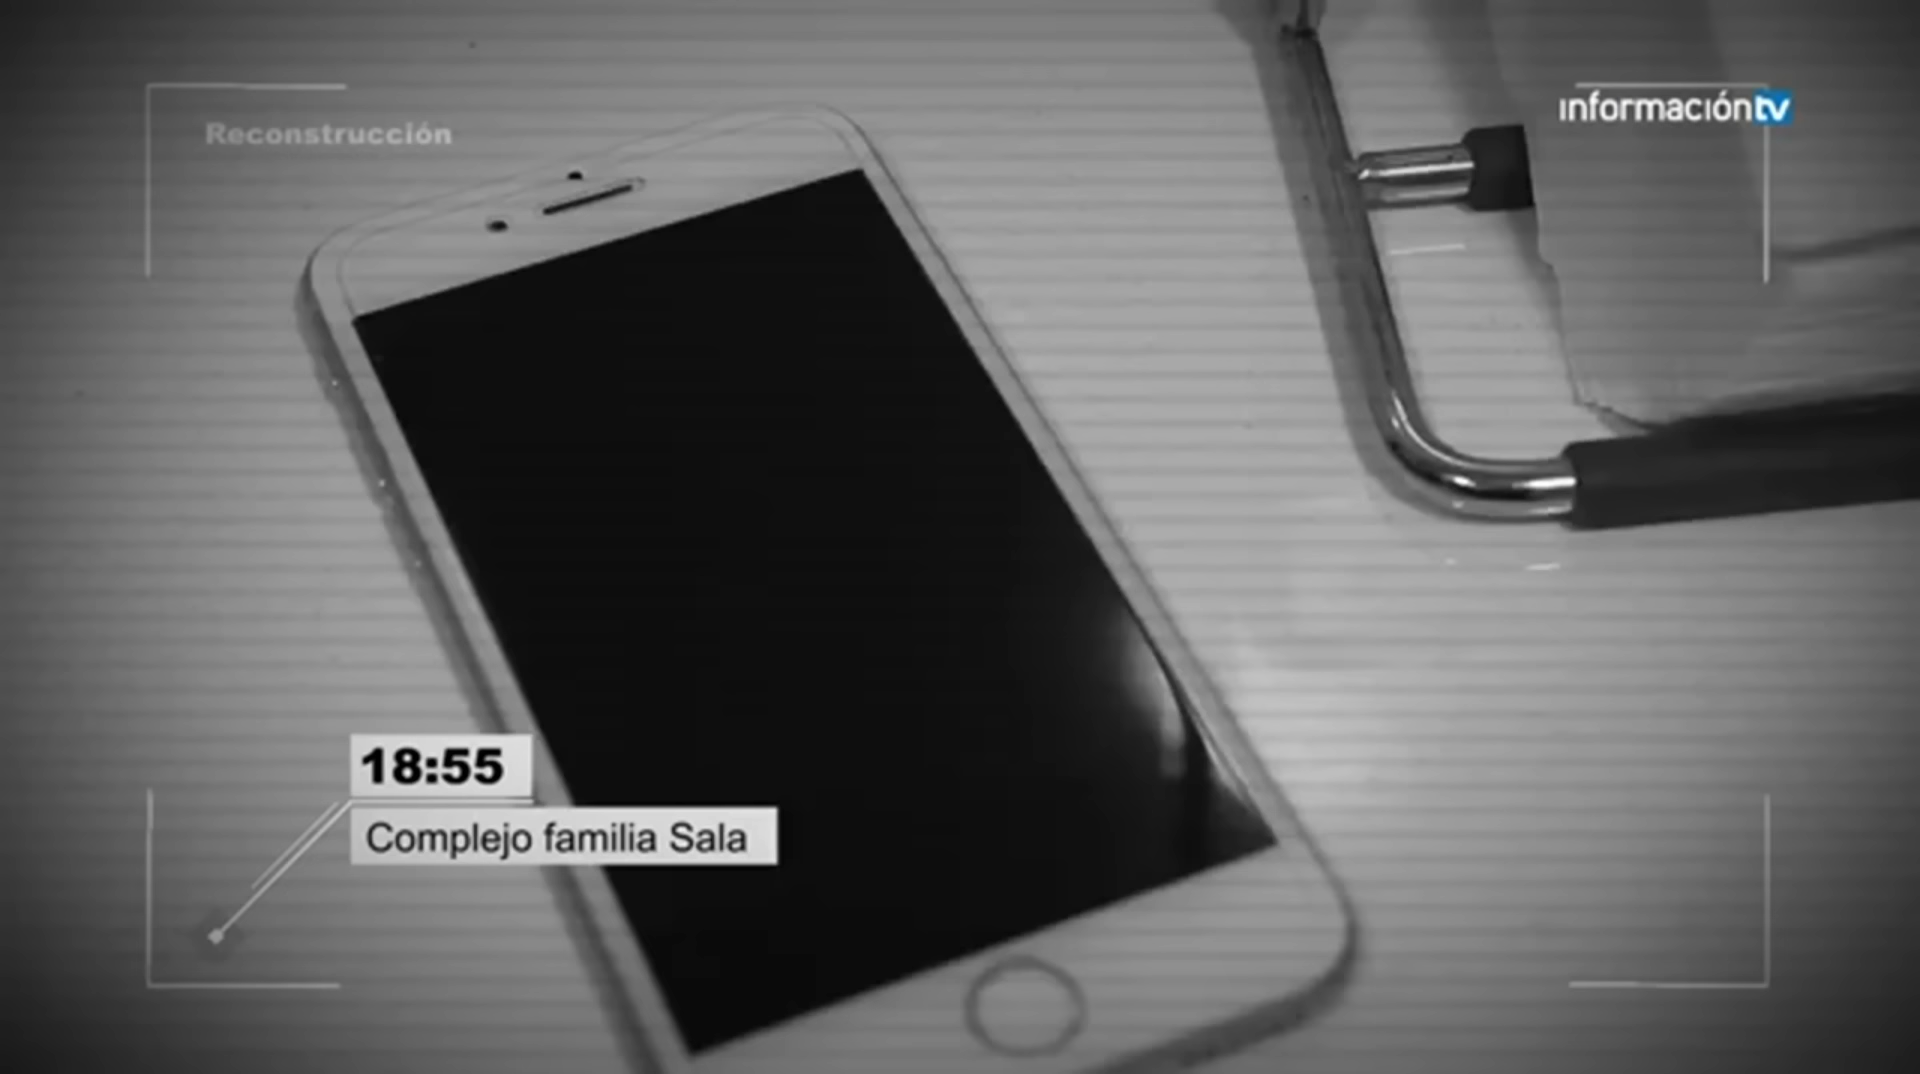 Reconstrucción
informacióntv
18:55
Complejo familia Sala